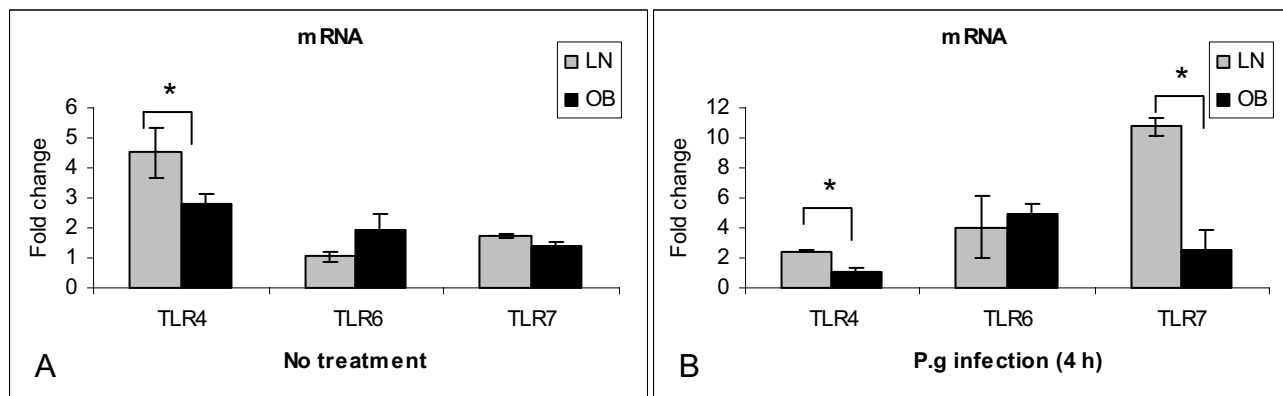 mRNA
LN
OB
*
6
5
4
3
2
1
0
Fold change
TLR4 TLR6 TLR7
A No treatment
mRNA
LN
OB
*
*
12
10
8
6
4
2
0
Fold change
TLR4 TLR6 TLR7
B P.g infection (4 h)